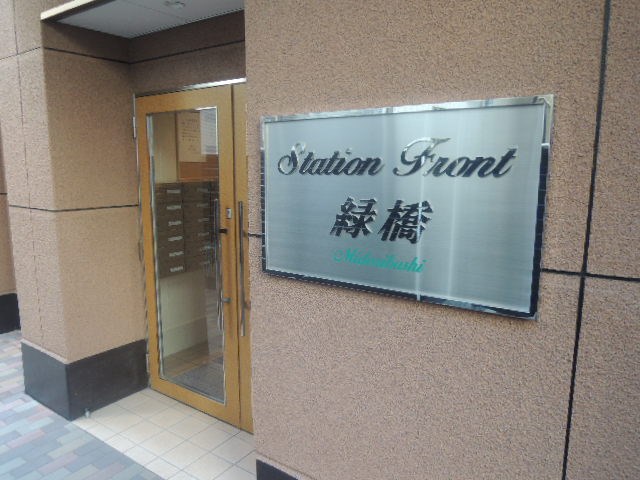 Station Front
緑橋
Midoribashi